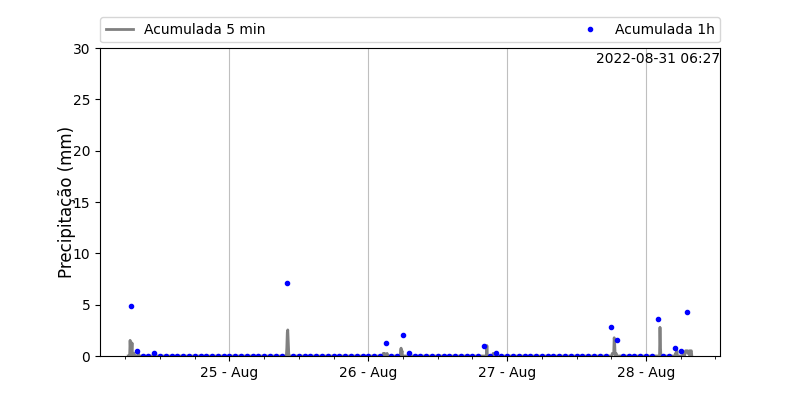 Acumulada 5 min
Acumulada 1h
2022-08-31 06:27
Precipitação (mm)
30
25
20
15
10
5
0
25 - Aug
26 - Aug
27 - Aug
28 - Aug